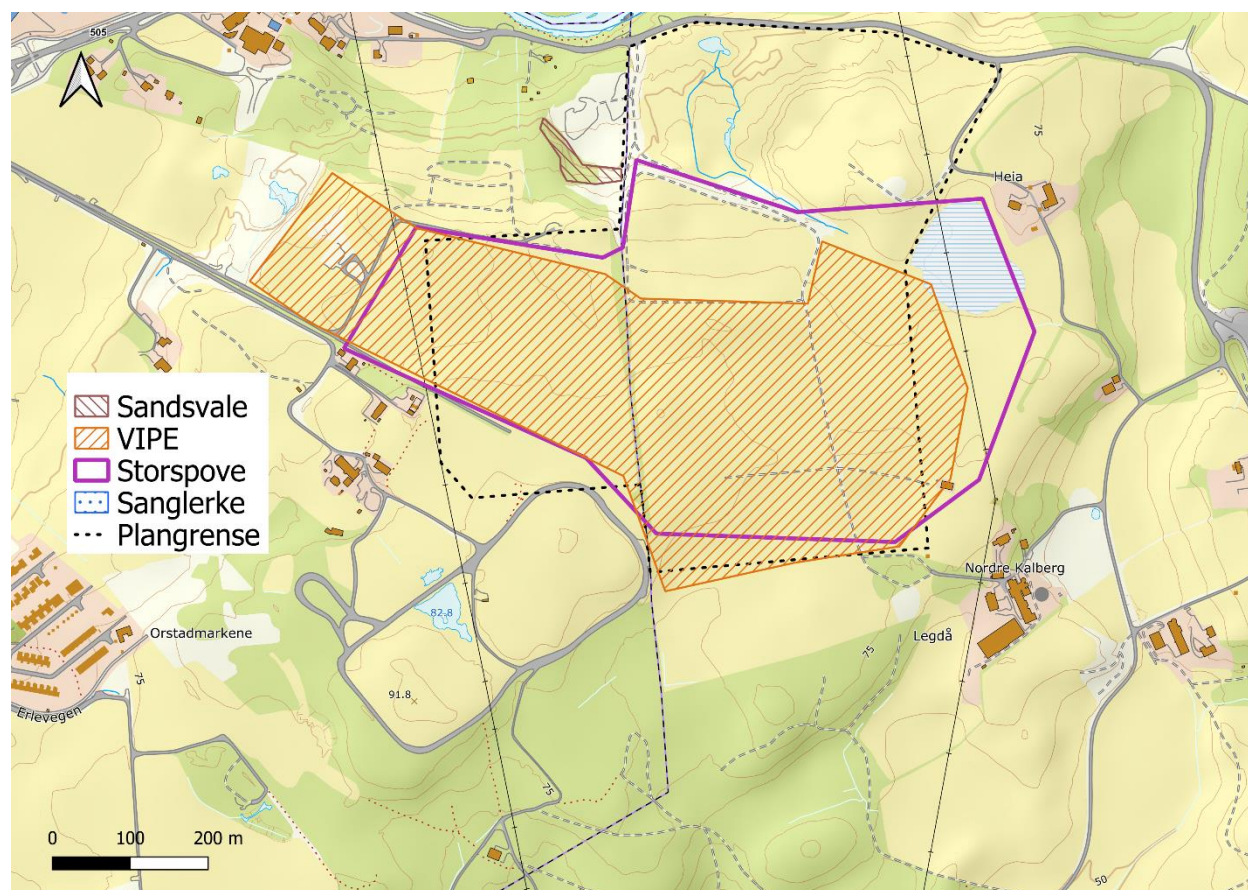 505
75
Heia
Sandsvale
VIPE
Storspove
Sanglerke
Plangrense
Nordre Kalberg
82.8
Orstadmarkene
Legdå
75
75
91.8
Erlevegen
75
0 100 200 m
50